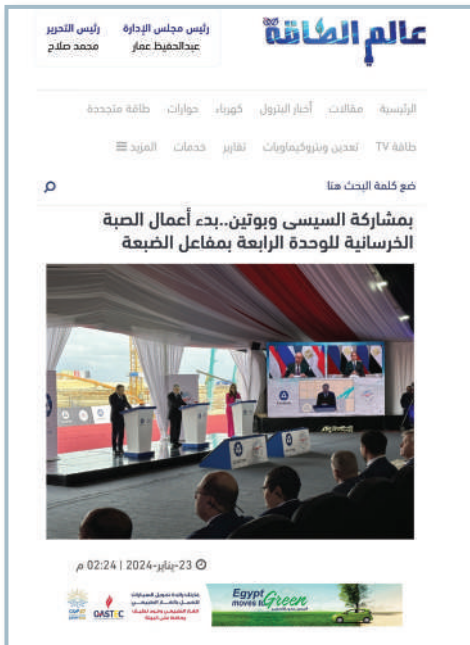 عالم الطاقة
رئيس مجلس الإدارة
عبدالحفيظ عمار
رئيس التحرير
محمد صلاح
الرئيسية مقالات أخبار البترول كهرباء حوارات طاقة متجددة
طاقة TV تعدين وبتروكيماويات تقارير خدمات المزيد
ضع كلمة البحث هنا
بمشاركة السيسى وبوتين..بدء أعمال الصبة
الخرسانية للوحدة الرابعة بمفاعل الضبعة
23-يناير-2024 | 02:24 م
GASTEC
Egypt
moves to Green